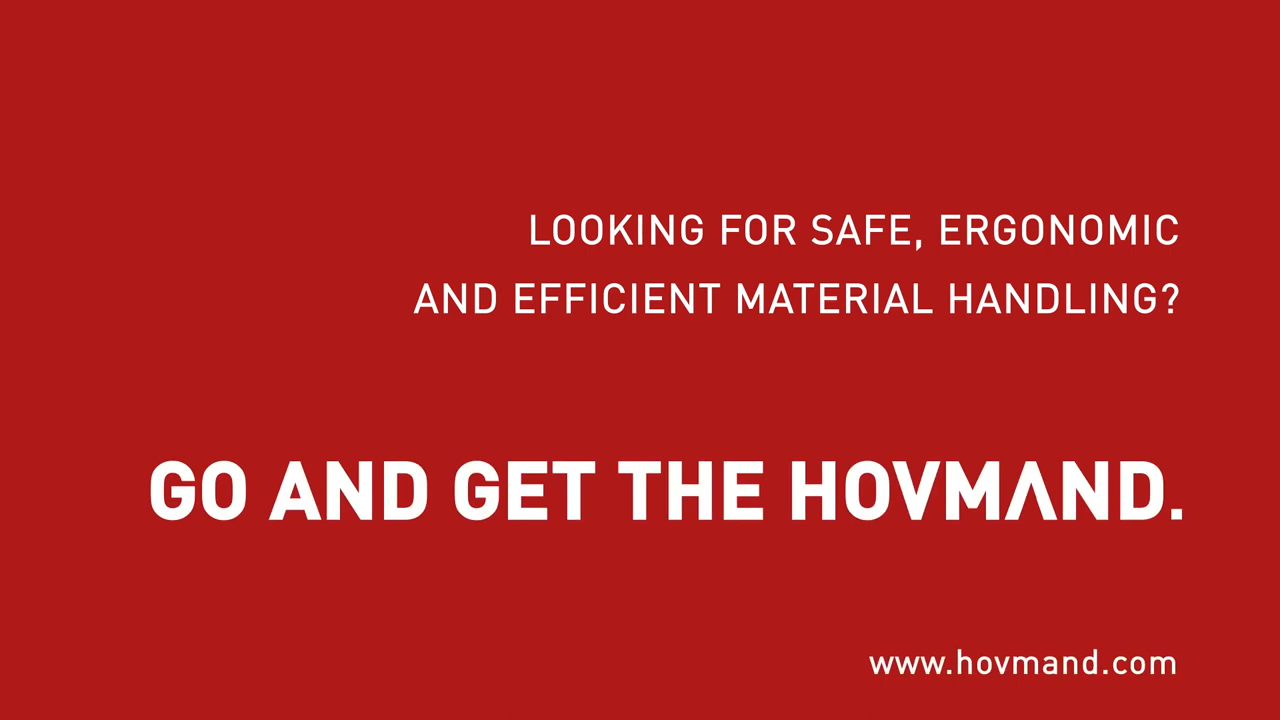 LOOKING FOR SAFE, ERGONOMIC
AND EFFICIENT MATERIAL HANDLING?
GO AND GET THE HOVMAND.
www.hovmand.com